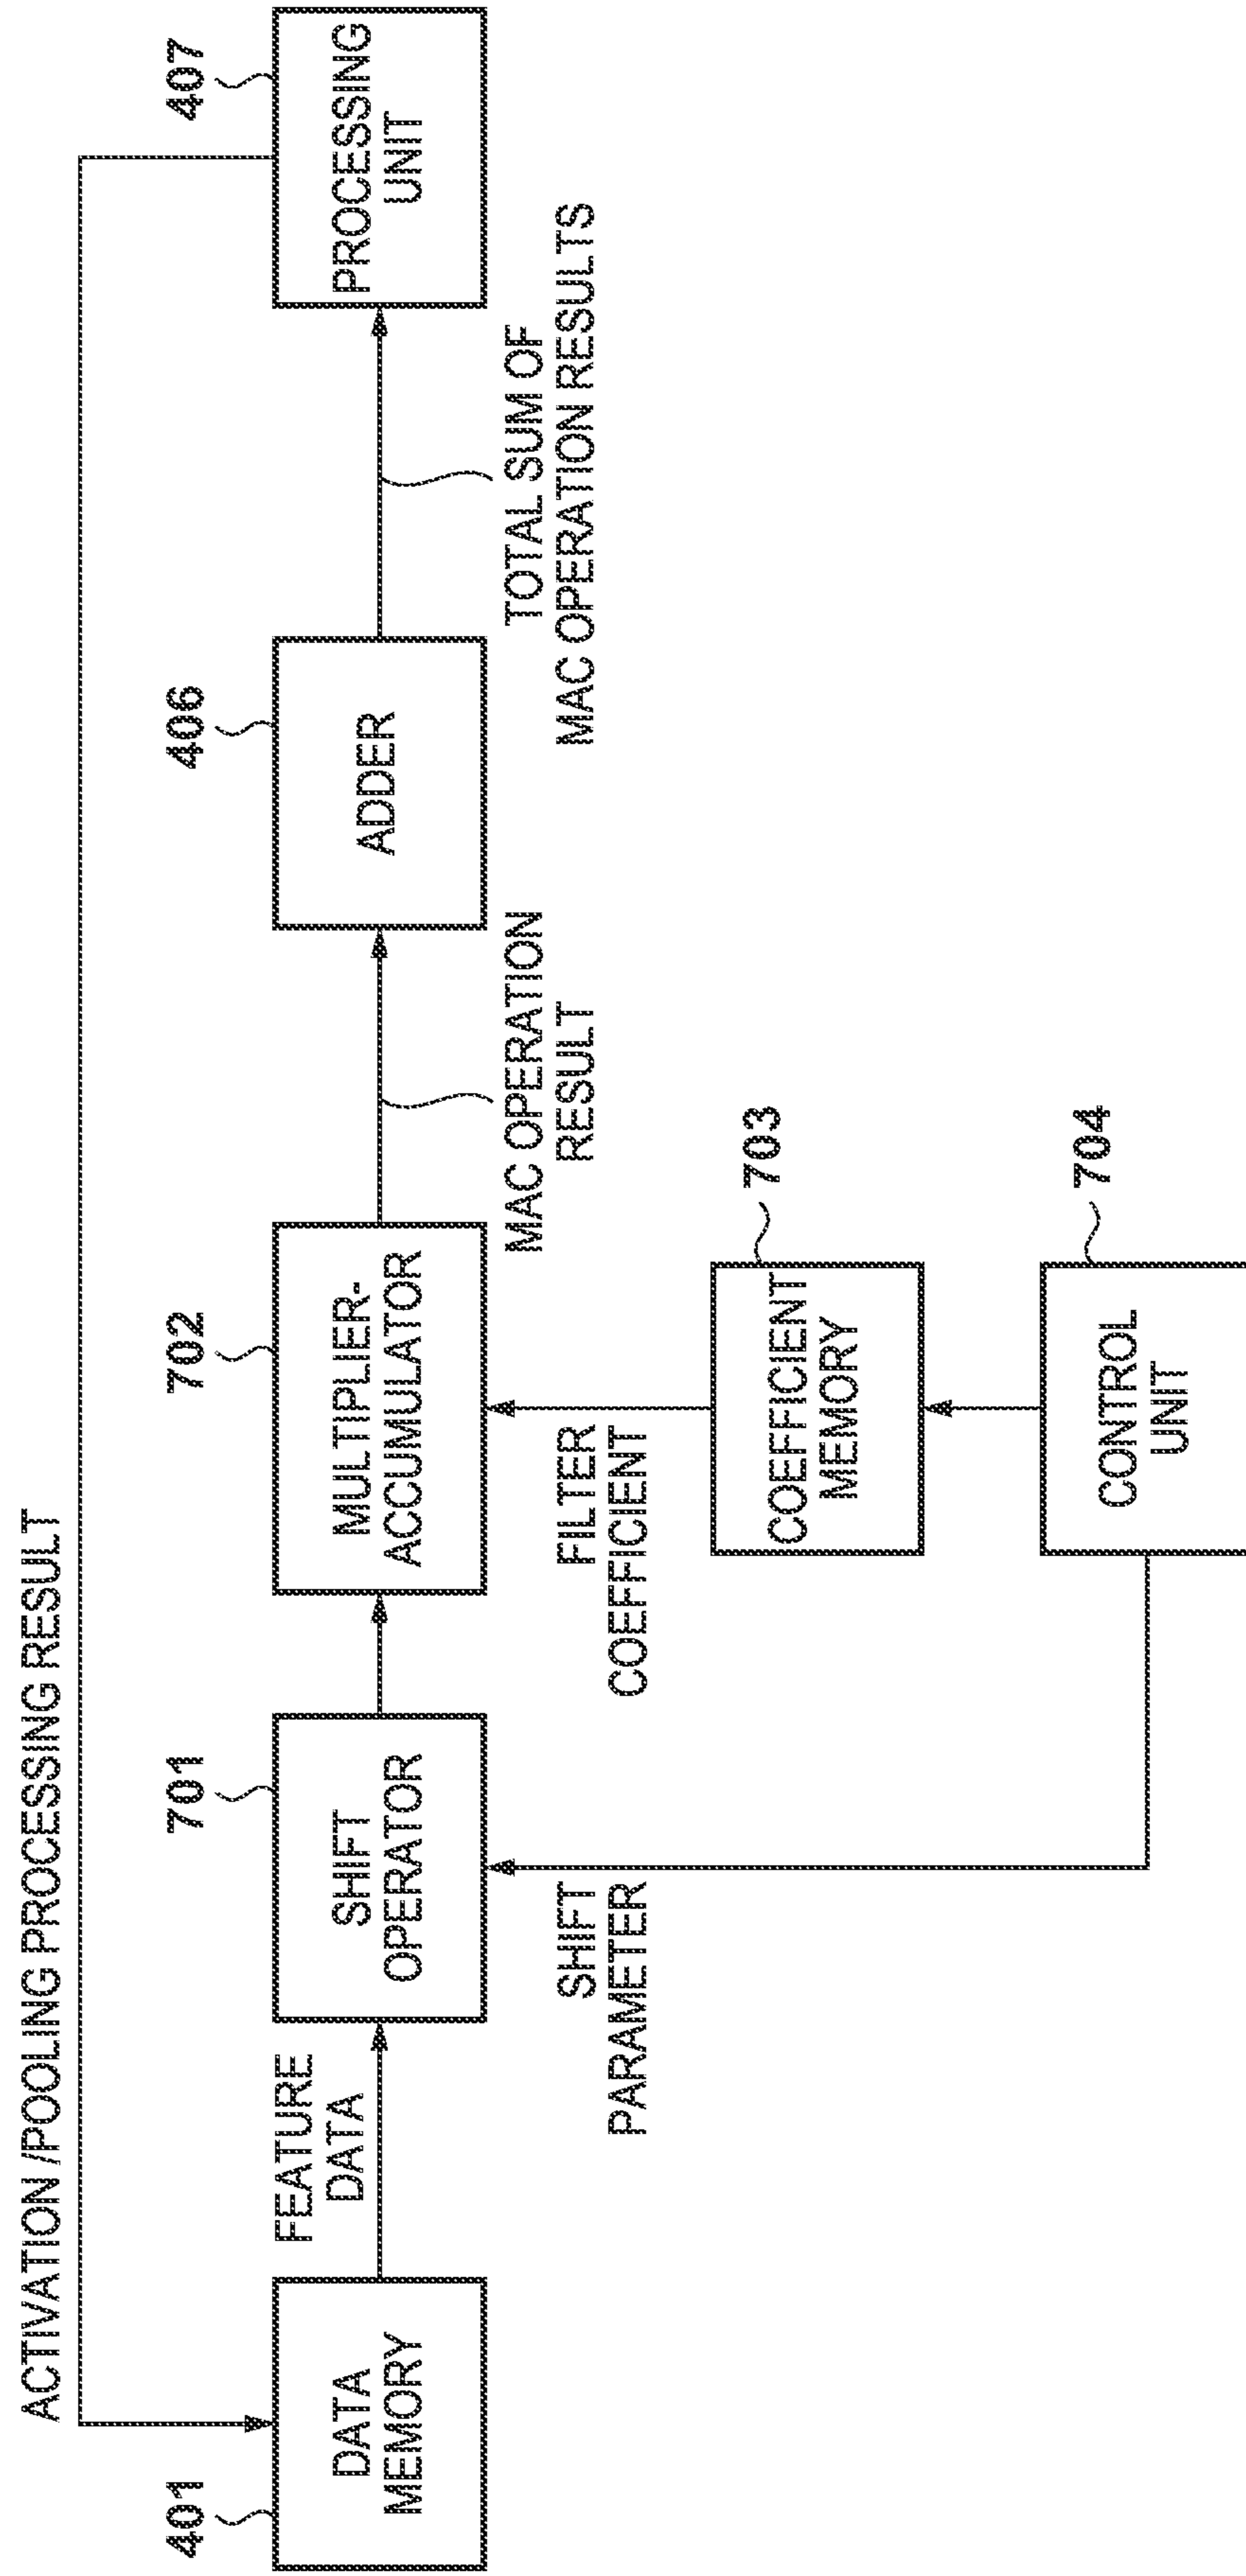 ACTIVATION /POOLING PROCESSING RESULT
401
DATA
MEMORY
FEATURE
DATA
701
SHIFT
OPERATOR
SHIFT
PARAMETER
702
MULTIPLIER-
ACCUMULATOR
FILTER
COEFFICIENT
703
COEFFICIENT
MEMORY
704
CONTROL
UNIT
MAC OPERATION
RESULT
406
ADDER
TOTAL SUM OF
MAC OPERATION RESULTS
407
PROCESSING
UNIT